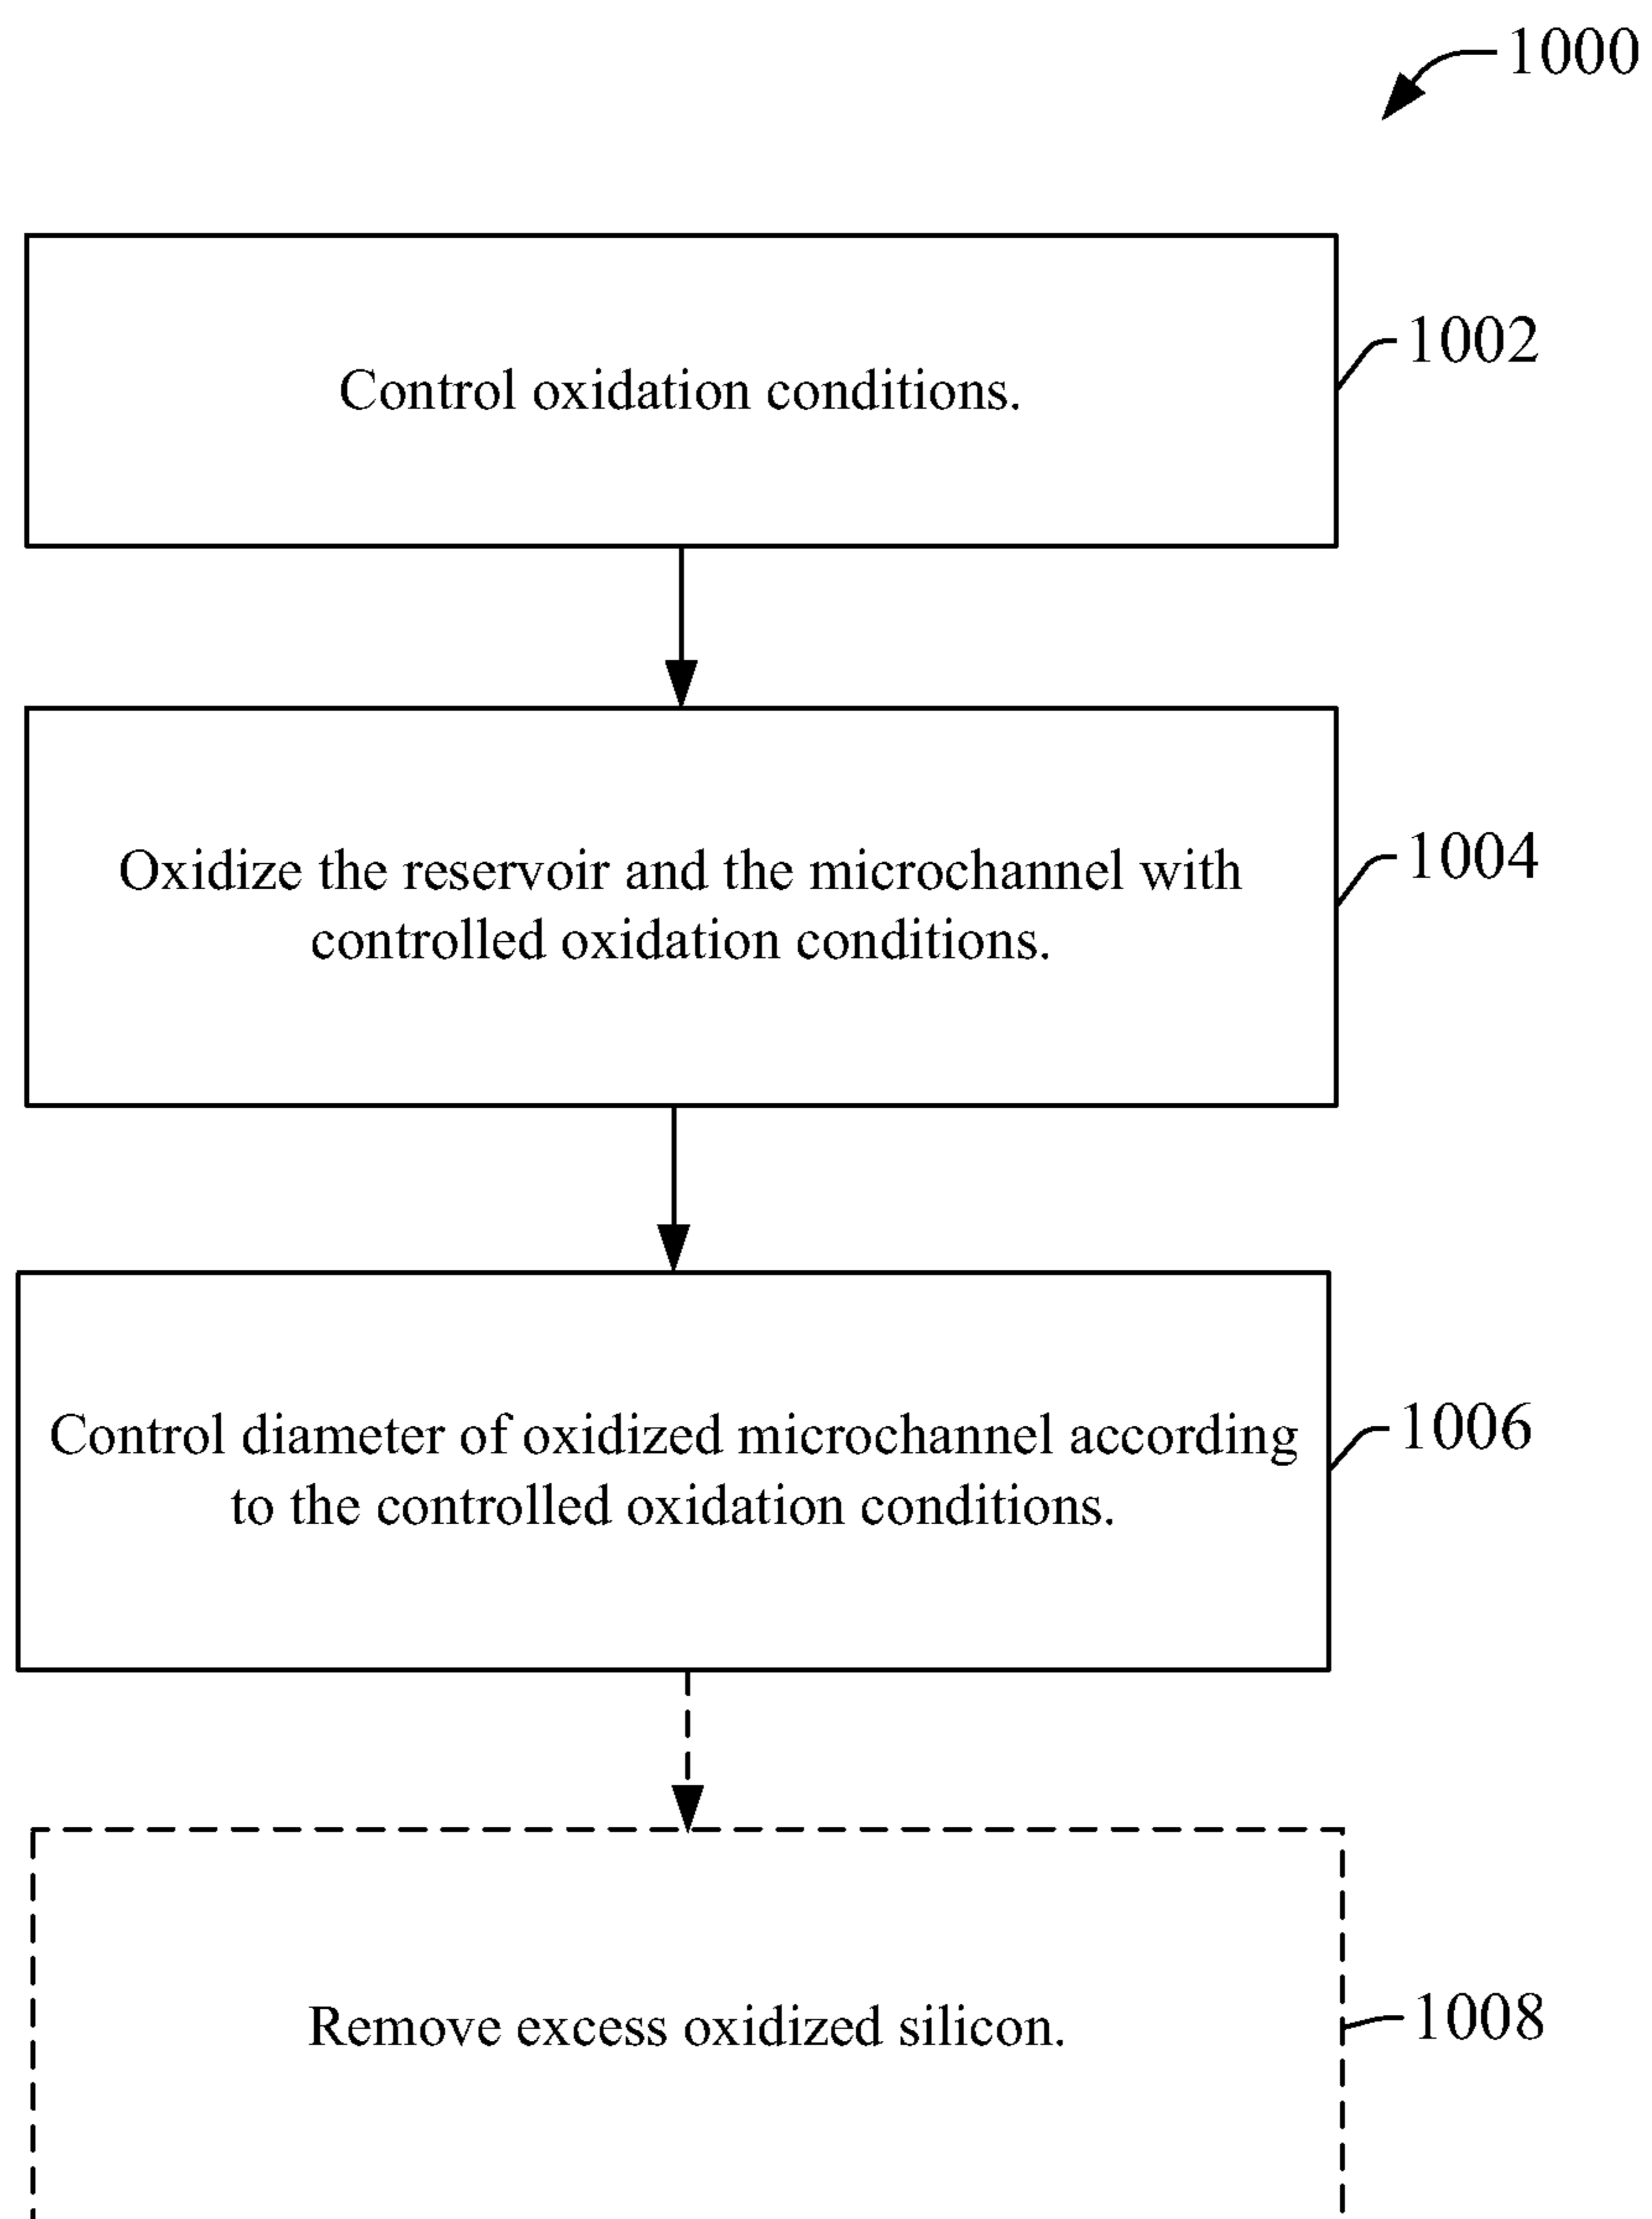 1000
Control oxidation conditions.
1002
Oxidize the reservoir and the microchannel with
controlled oxidation conditions.
1004
Control diameter of oxidized microchannel according
to the controlled oxidation conditions.
1006
Remove excess oxidized silicon.
1008